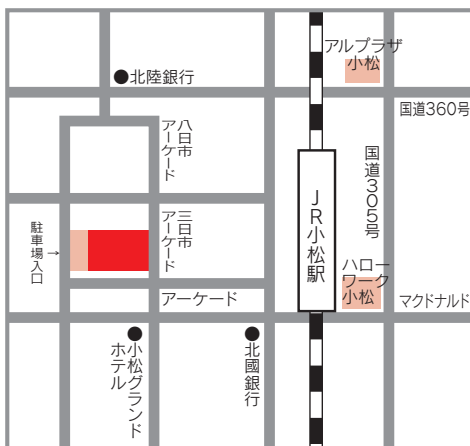 アルプラザ
小松
●北陸銀行
国道360号
八日市
アーケード
国道305号
JR小松駅
三日市
アーケード
駐車場入口→
ハロー
ワーク
小松
アーケード
マクドナルド
●小松グランド
ホテル
●北國銀行